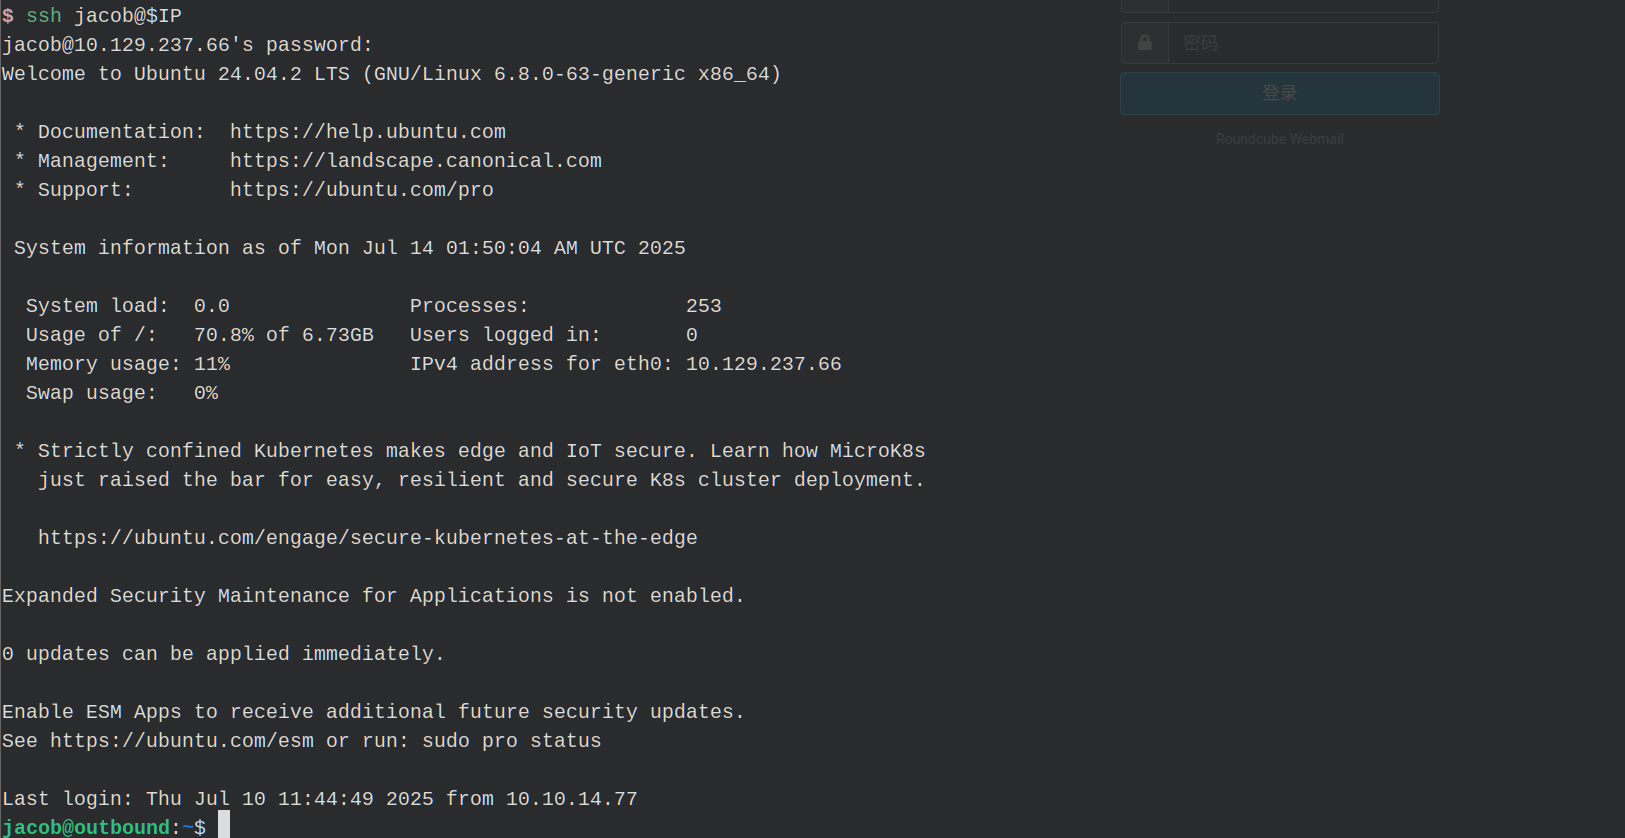 $ ssh jacob@$IP
jacob@10.129.237.66's password:
密码
Welcome to Ubuntu 24.04.2 LTS (GNU/Linux 6.8.0-63-generic x86_64)
登录
* Documentation:  https://help.ubuntu.com
Roundcube Webmail
* Management:     https://landscape.canonical.com
* Support:        https://ubuntu.com/pro
System information as of Mon Jul 14 01:50:04 AM UTC 2025
System load:  0.0               Processes:             253
Usage of /:   70.8% of 6.73GB   Users logged in:       0
Memory usage: 11%               IPv4 address for eth0: 10.129.237.66
Swap usage:   0%
* Strictly confined Kubernetes makes edge and IoT secure. Learn how MicroK8s
just raised the bar for easy, resilient and secure K8s cluster deployment.
https://ubuntu.com/engage/secure-kubernetes-at-the-edge
Expanded Security Maintenance for Applications is not enabled.
0 updates can be applied immediately.
Enable ESM Apps to receive additional future security updates.
See https://ubuntu.com/esm or run: sudo pro status
Last login: Thu Jul 10 11:44:49 2025 from 10.10.14.77
jacob@outbound:~$